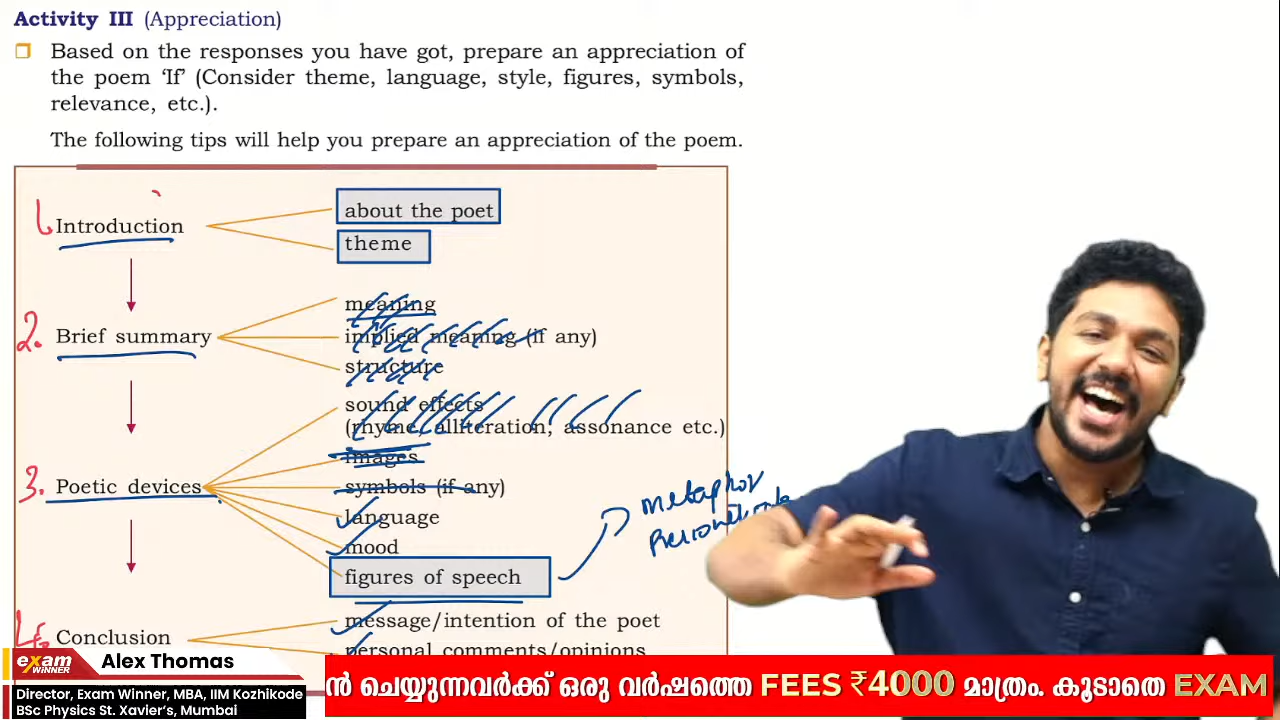 Activity III (Appreciation)
❒ Based on the responses you have got, prepare an appreciation of
the poem ‘If’ (Consider theme, language, style, figures, symbols,
relevance, etc.).
The following tips will help you prepare an appreciation of the poem.
1. Introduction
about the poet
theme
2. Brief summary
meaning
implied meaning (if any)
structure
3. Poetic devices
sound effects
(rhyme, alliteration, assonance etc.)
images
symbols (if any)
language
mood
figures of speech
metaphor
4. Conclusion
message/intention of the poet
personal comments/opinions
exam WINNER
Alex Thomas
Director, Exam Winner, MBA, IIM Kozhikode
BSc Physics St. Xavier’s, Mumbai
ൻ ചെയ്യുന്നവർക്ക് ഒരു വർഷത്തെ FEES ₹4000 മാത്രം. കൂടാതെ EXAM